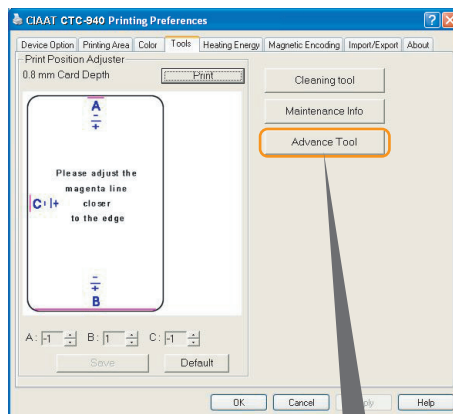 CIAAT CTC-940 Printing Preferences
Device Option Printing Area Color Tools Heating Energy Magnetic Encoding Import/Export About
Print Position Adjuster
0.8 mm Card Depth Print
Cleaning tool
Maintenance Info
Advance Tool
A
-
+
Please adjust the
magenta line
C - + closer
to the edge
-
+
B
A: -1 B: 1 C: -1
Save Default
OK Cancel Help